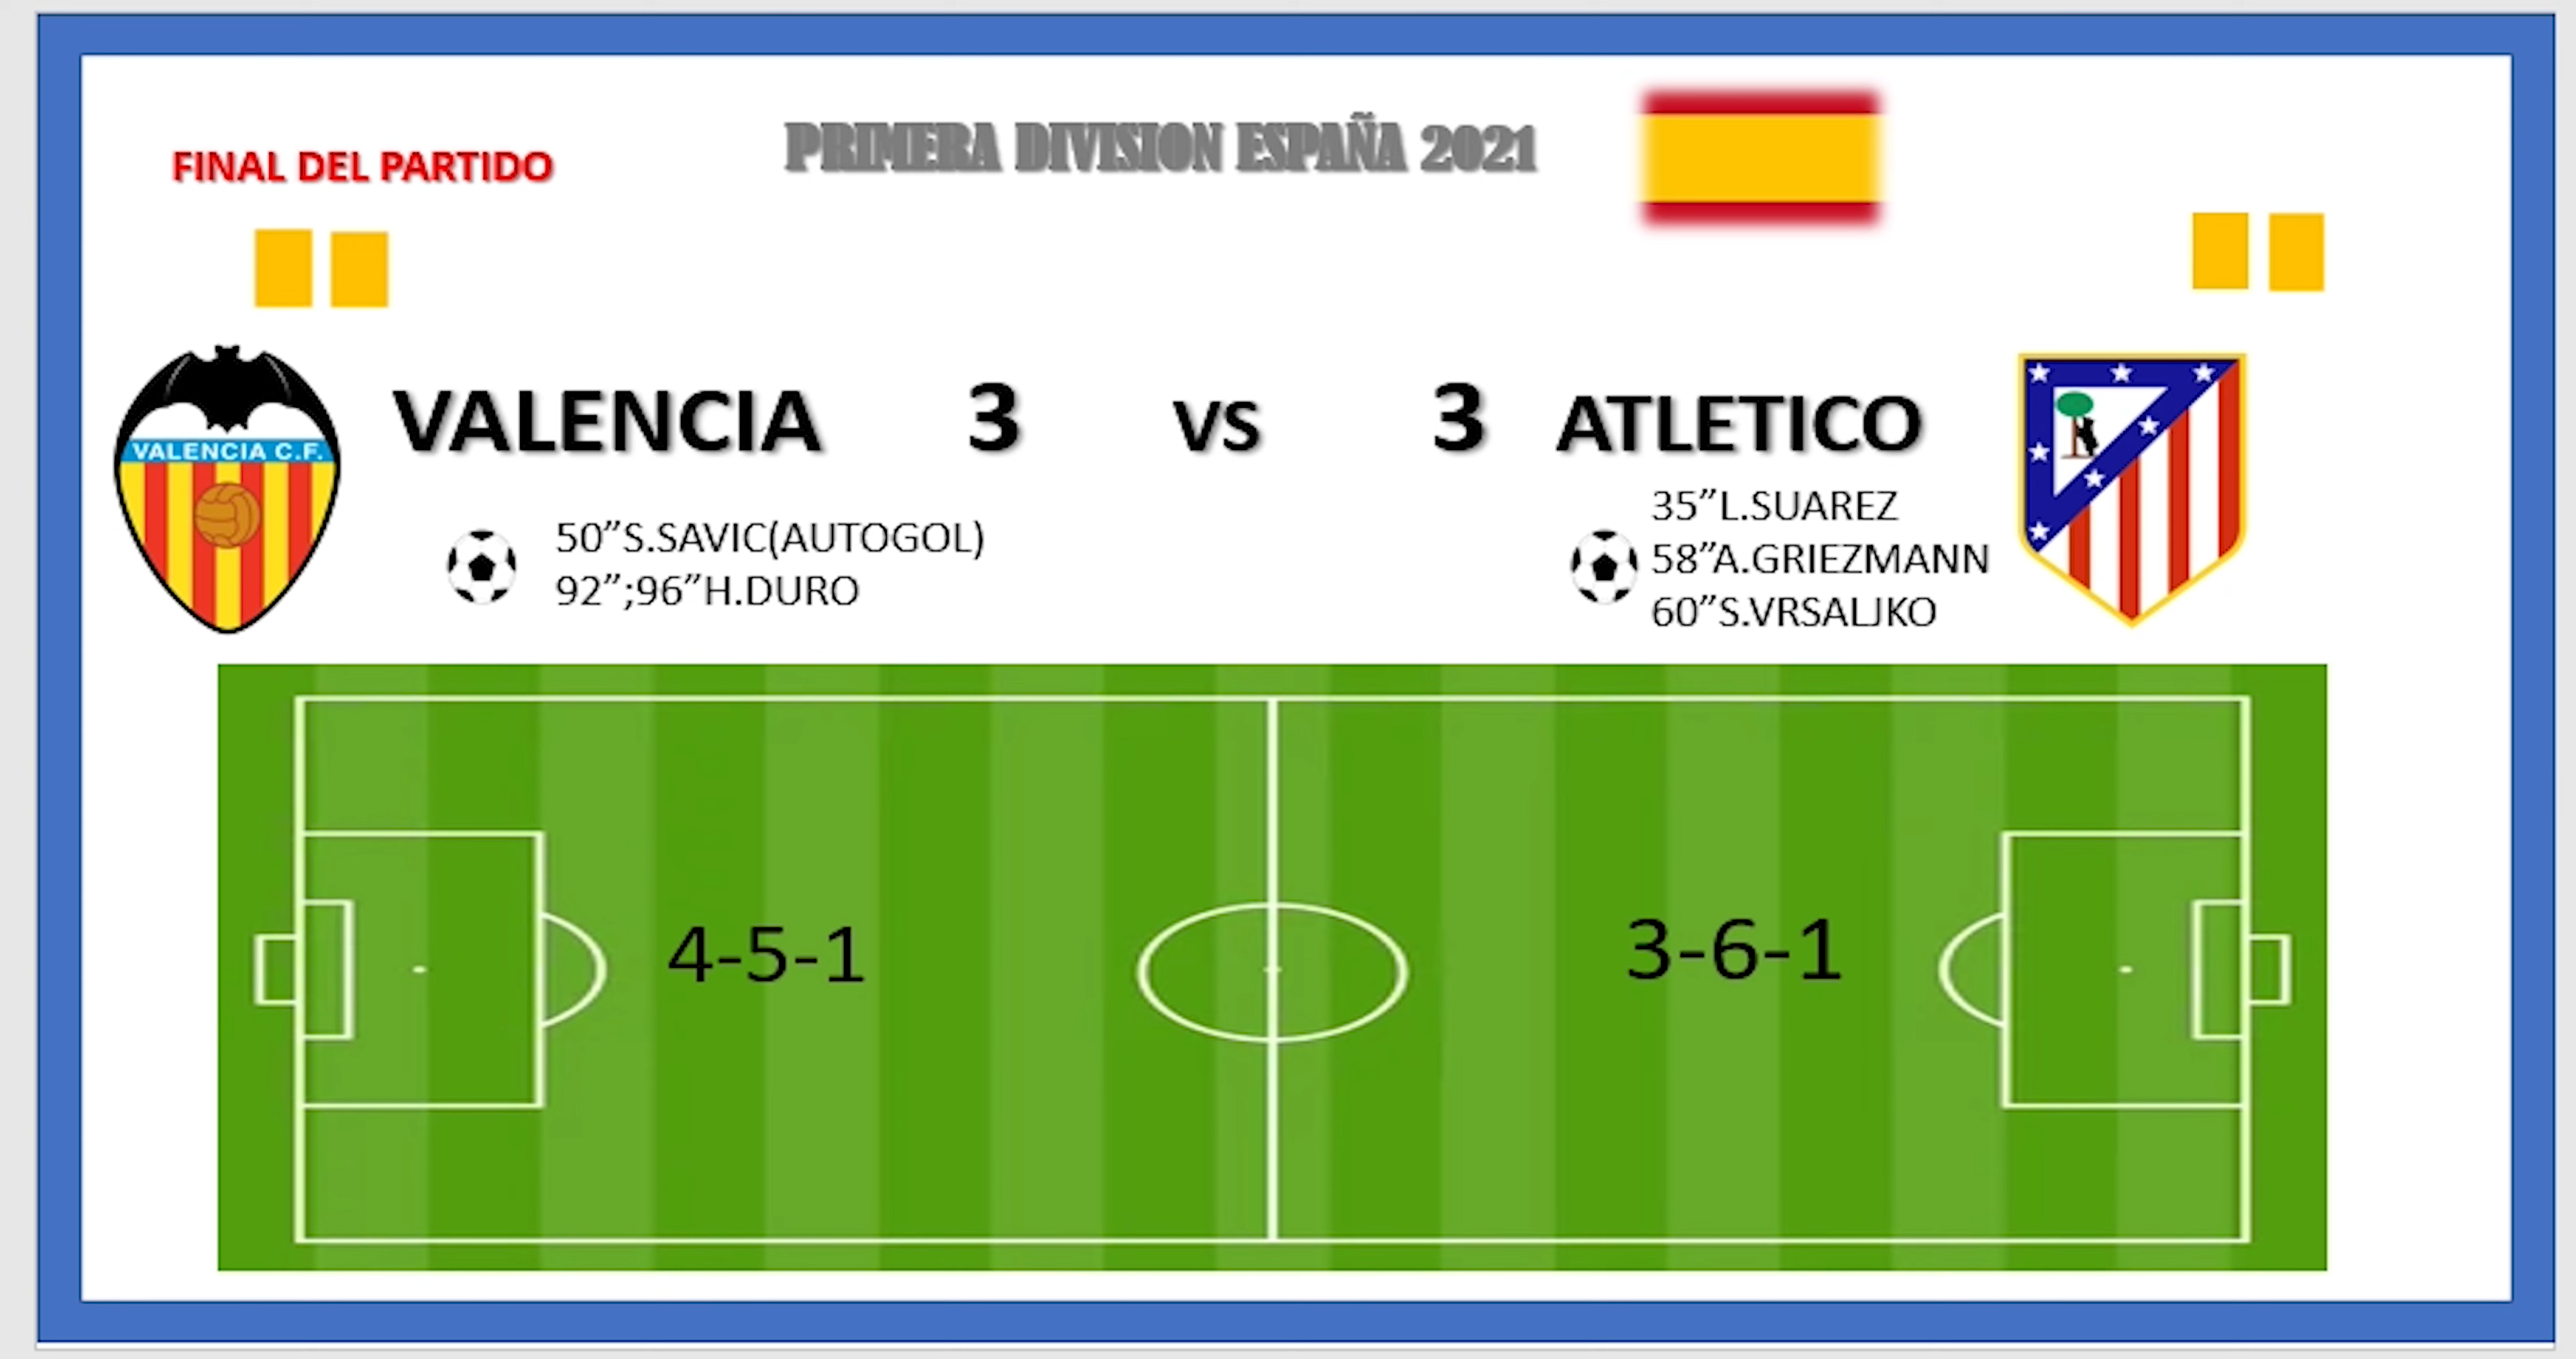 PRIMERA DIVISION ESPAÑA 2021
FINAL DEL PARTIDO
VALENCIA 3 VS 3 ATLETICO
VALENCIA C.F.
50”S.SAVIC(AUTOGOL)
92”;96”H.DURO
35”L.SUAREZ
58”A.GRIEZMANN
60”S.VRSALJKO
4-5-1
3-6-1